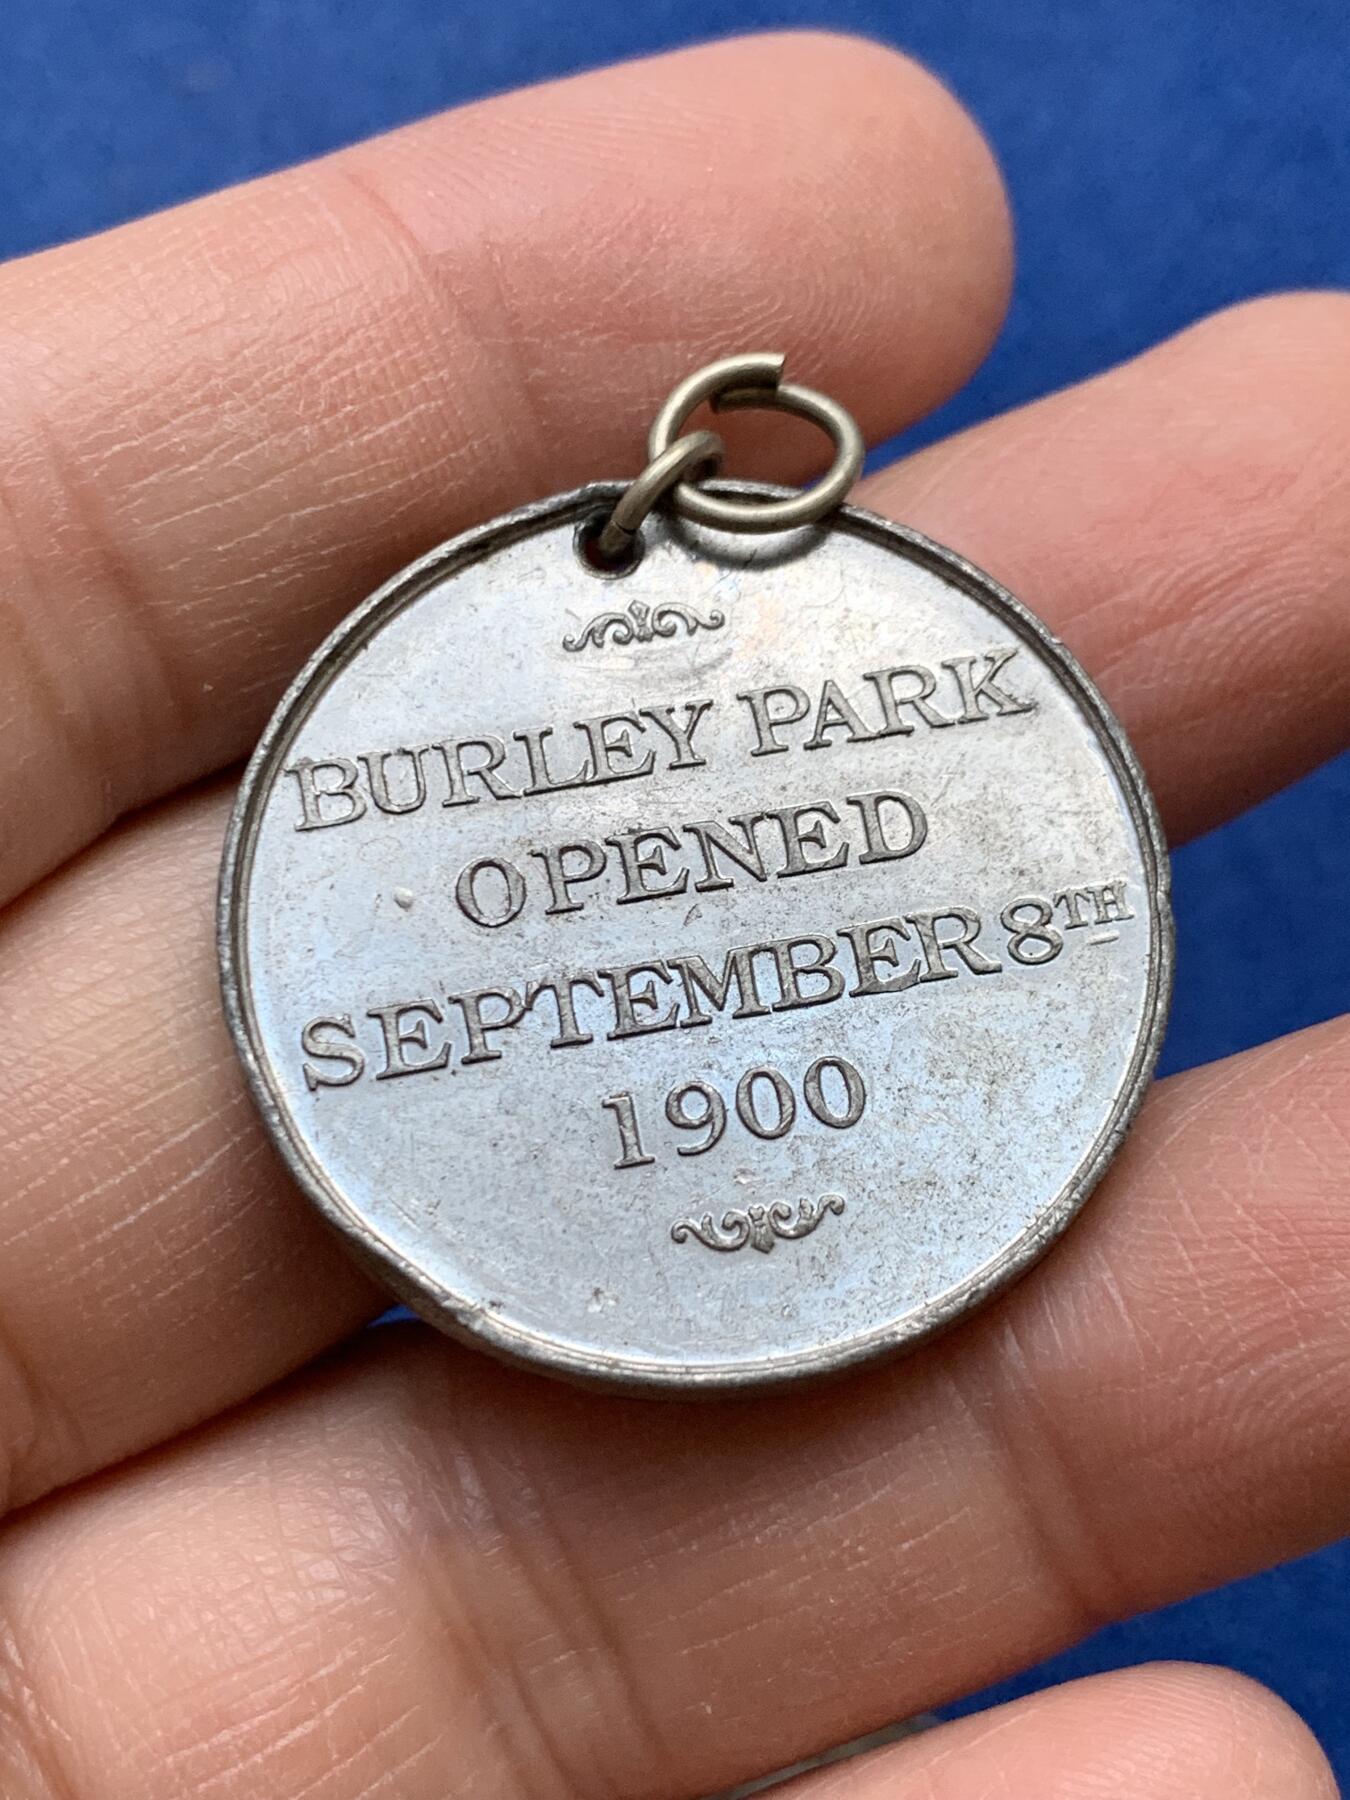 BURLEY PARK
OPENED
SEPTEMBER 8TH
1900